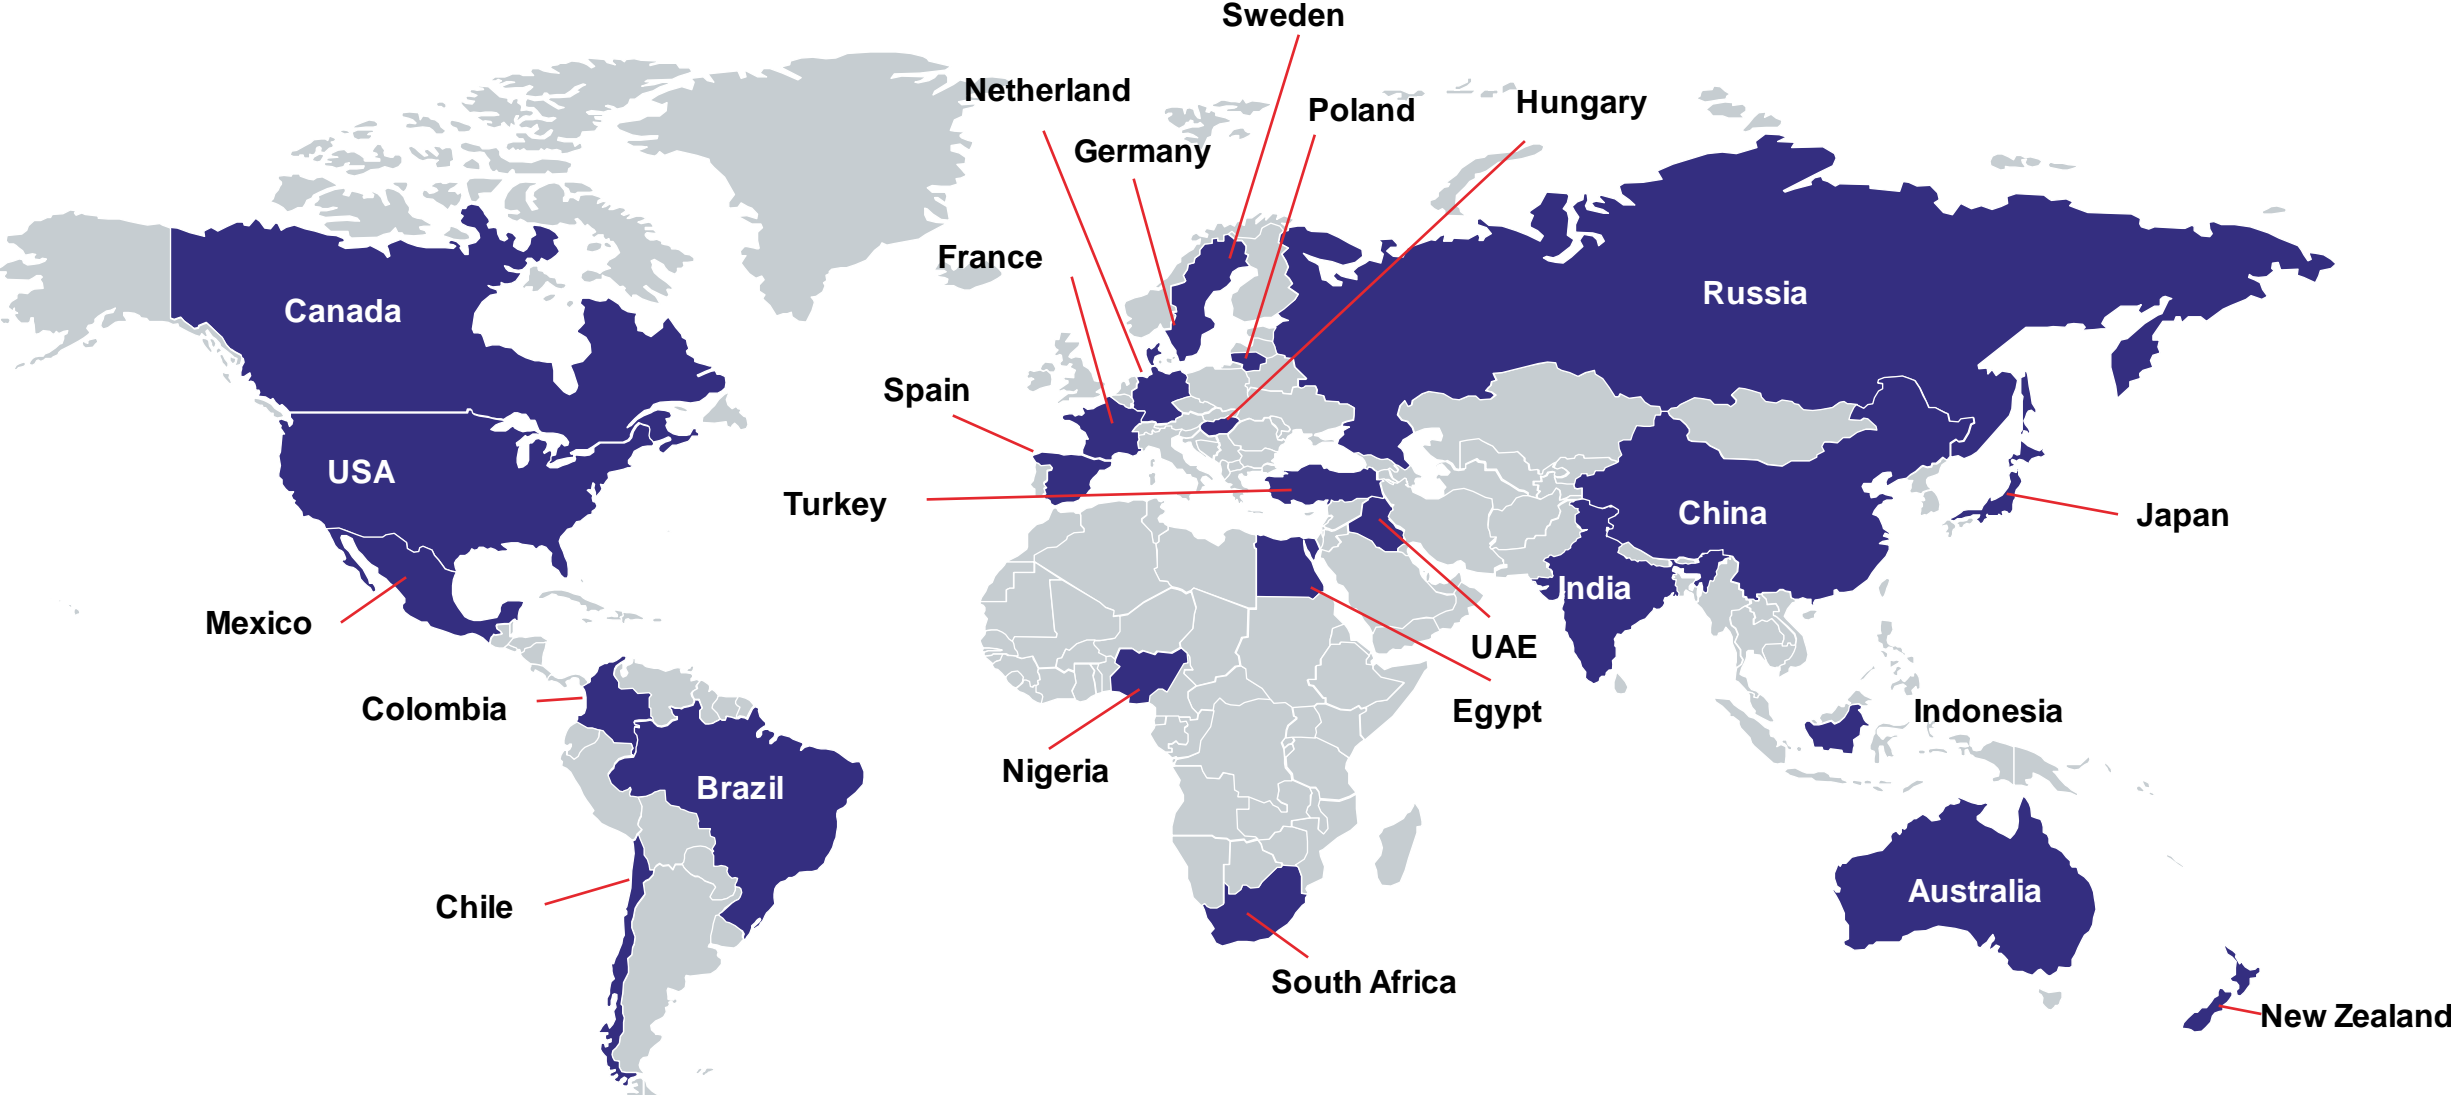 Sweden
Netherland
Poland
Hungary
Germany
France
Canada
Russia
Spain
USA
Turkey
China
Japan
India
Mexico
UAE
Colombia
Egypt
Indonesia
Nigeria
Brazil
Australia
Chile
South Africa
New Zealand